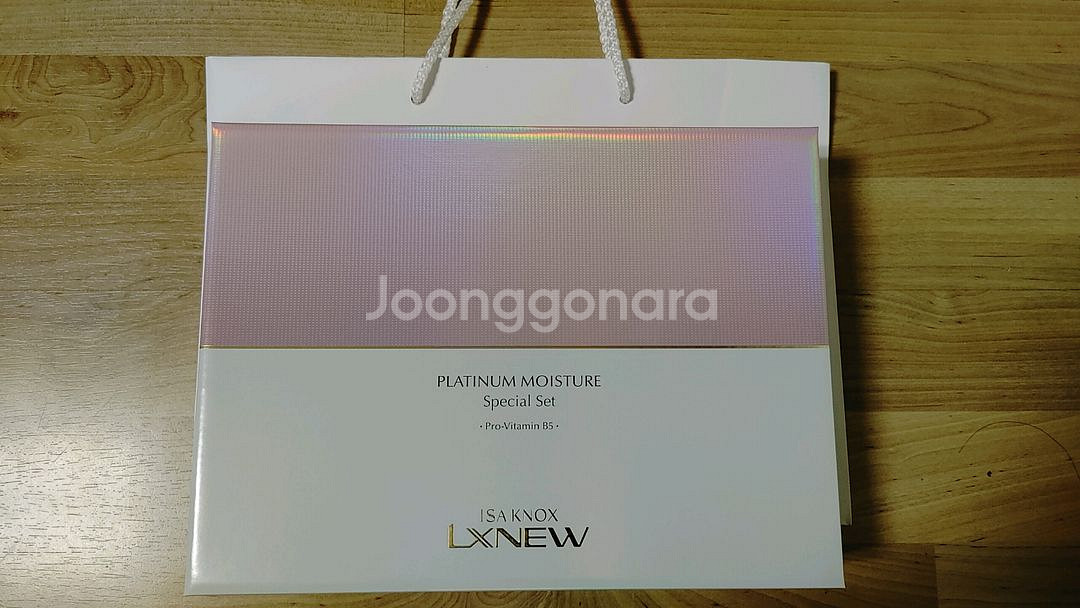 Joonggonara
PLATINUM MOISTURE
Special Set
· Pro-Vitamin B5 ·
ISA KNOX
LXNEW